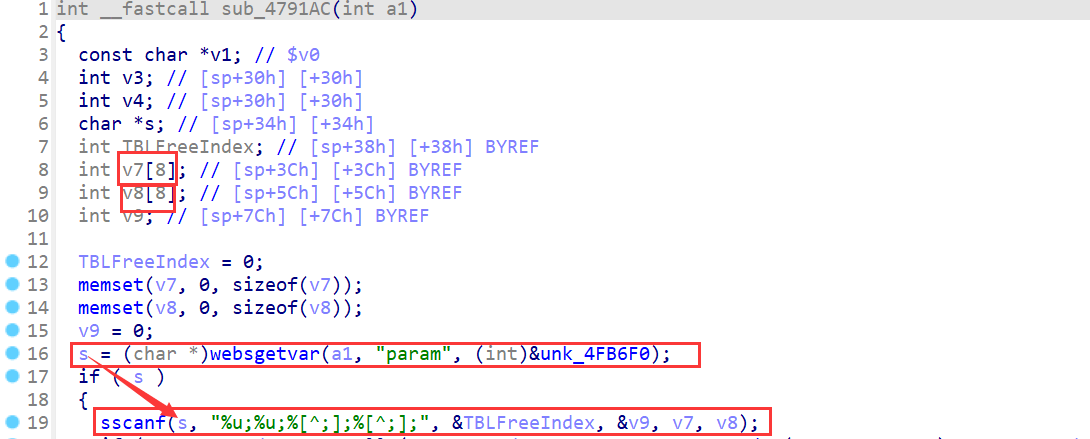 1 int __fastcall sub_4791AC(int a1)
2 {
3 const char *v1; // $v0
4 int v3; // [sp+30h] [+30h]
5 int v4; // [sp+30h] [+30h]
6 char *s; // [sp+34h] [+34h]
7 int TBLFreeIndex; // [sp+38h] [+38h] BYREF
8 int v7[8]; // [sp+3Ch] [+3Ch] BYREF
9 int v8[8]; // [sp+5Ch] [+5Ch] BYREF
10 int v9; // [sp+7Ch] [+7Ch] BYREF
11
12 TBLFreeIndex = 0;
13 memset(v7, 0, sizeof(v7));
14 memset(v8, 0, sizeof(v8));
15 v9 = 0;
16 s = (char *)websgetvar(a1, "param", (int)&unk_4FB6F0);
17 if ( s )
18 {
19 sscanf(s, "%u;%u;%[^;];%[^;];", &TBLFreeIndex, &v9, v7, v8);